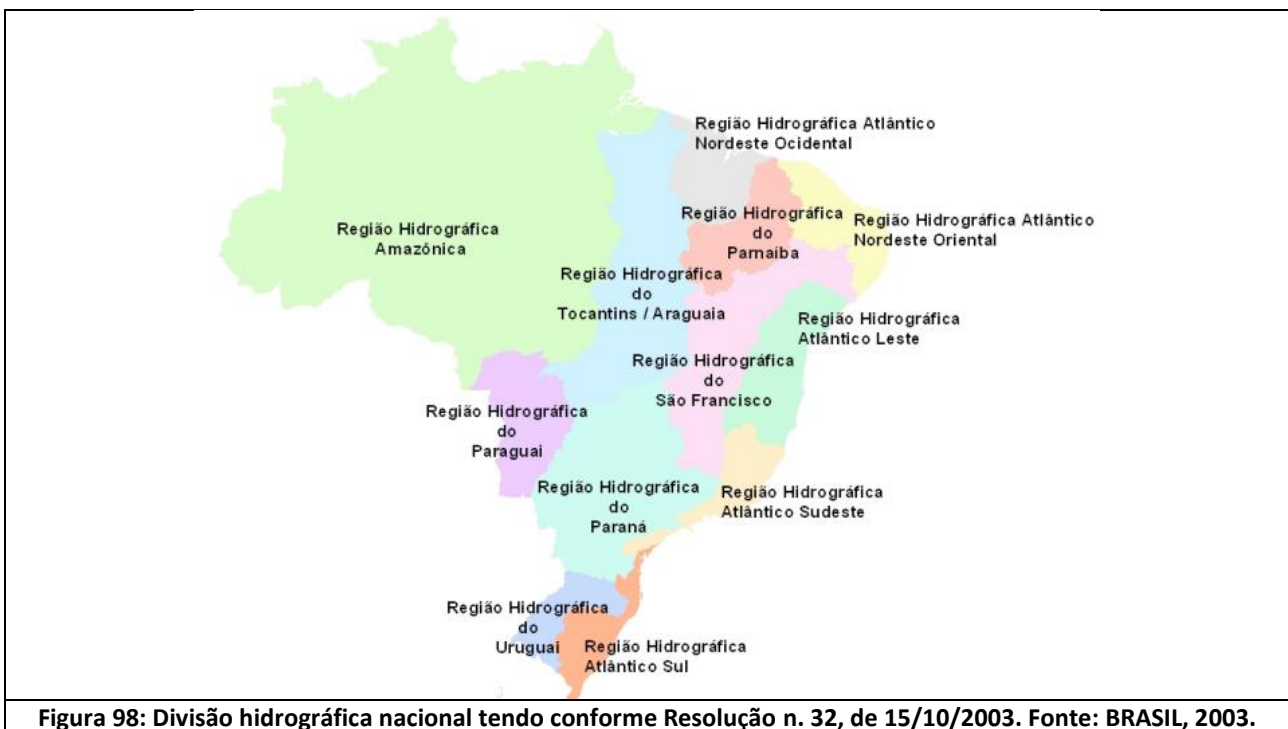 Região Hidrográfica Atlântico
Nordeste Ocidental
Região Hidrográfica
Amazônica
Região Hidrográfica
do
Parnaíba
Região Hidrográfica Atlântico
Nordeste Oriental
Região Hidrográfica
do
Tocantins / Araguaia
Região Hidrográfica
Atlântico Leste
Região Hidrográfica
do
São Francisco
Região Hidrográfica
do
Paraguai
Região Hidrográfica
do
Paraná
Região Hidrográfica
Atlântico Sudeste
Região Hidrográfica
do
Uruguai
Região Hidrográfica
Atlântico Sul
Figura 98: Divisão hidrográfica nacional tendo conforme Resolução n. 32, de 15/10/2003. Fonte: BRASIL, 2003.